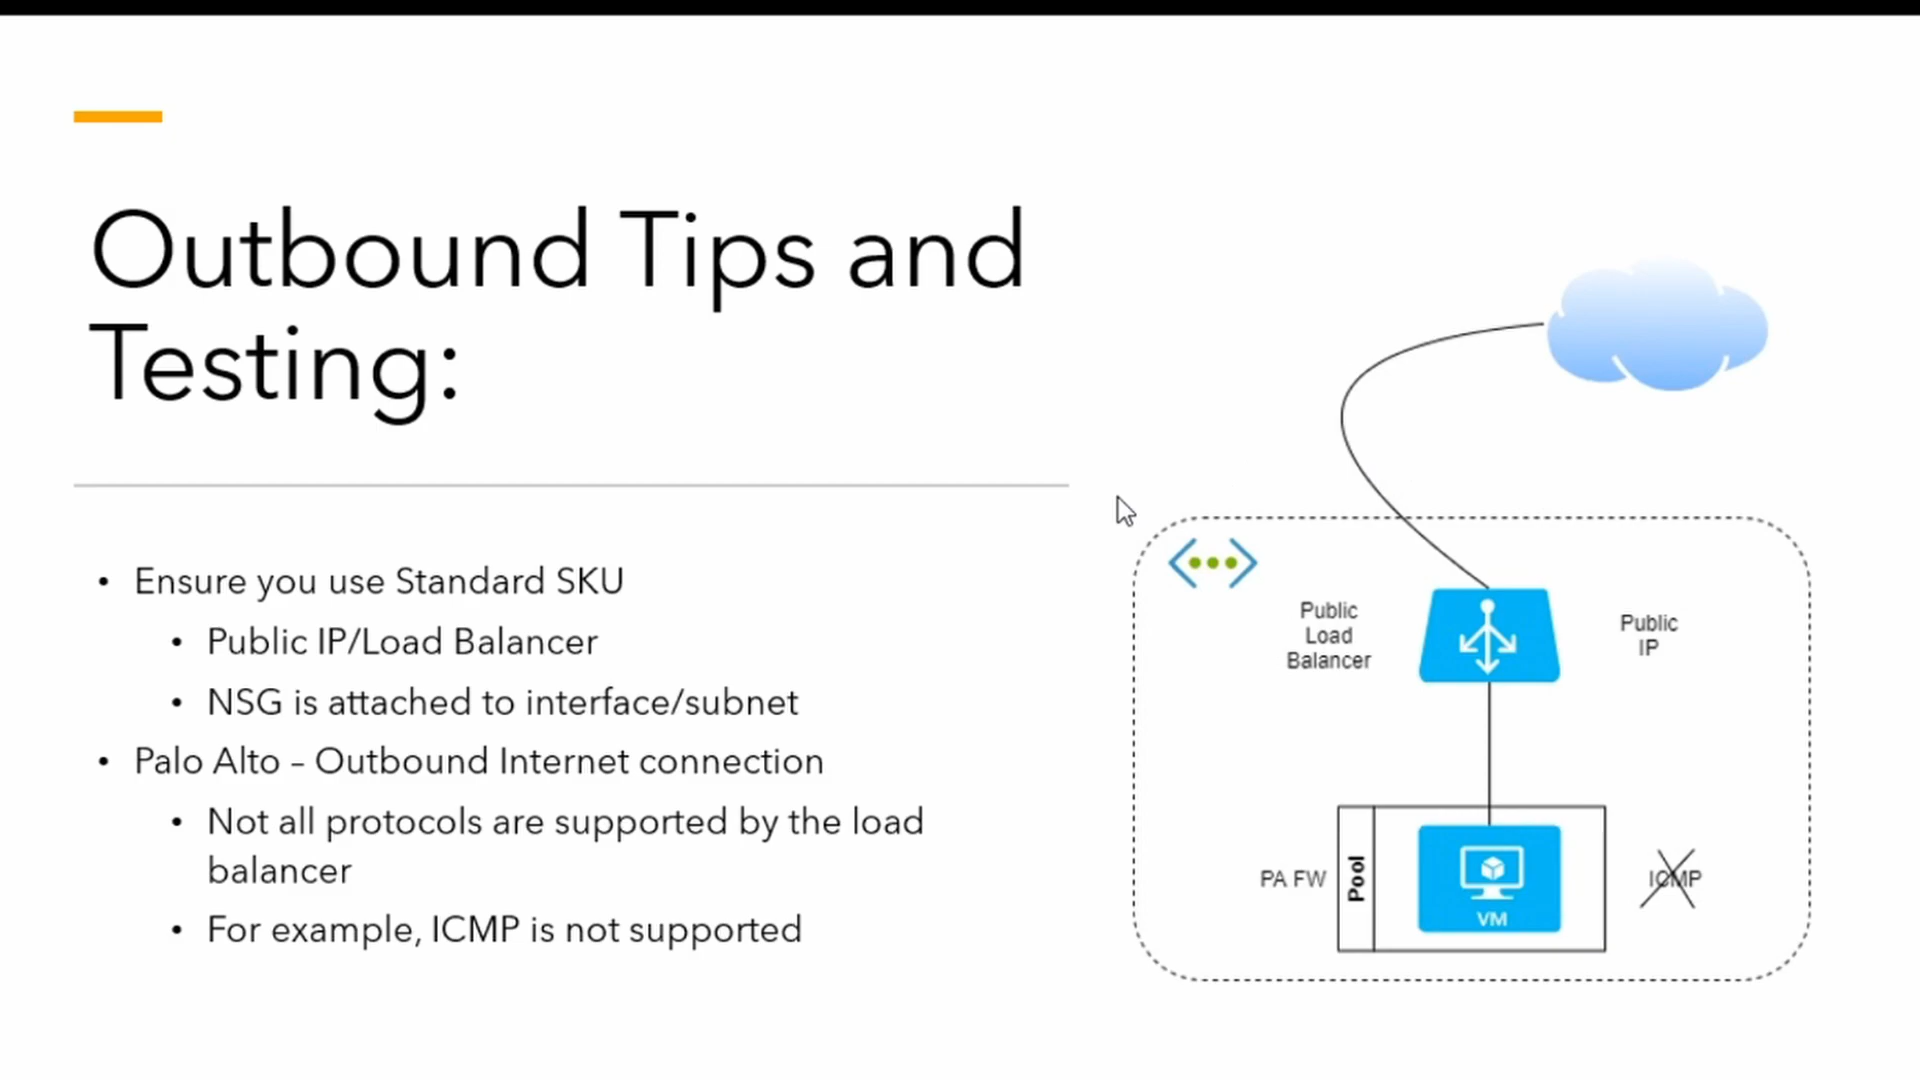 Outbound Tips and
Testing:
• Ensure you use Standard SKU
• Public IP/Load Balancer
• NSG is attached to interface/subnet
• Palo Alto – Outbound Internet connection
• Not all protocols are supported by the load
balancer
• For example, ICMP is not supported
Public
Load
Balancer
Public
IP
PA FW
Pool
VM
ICMP